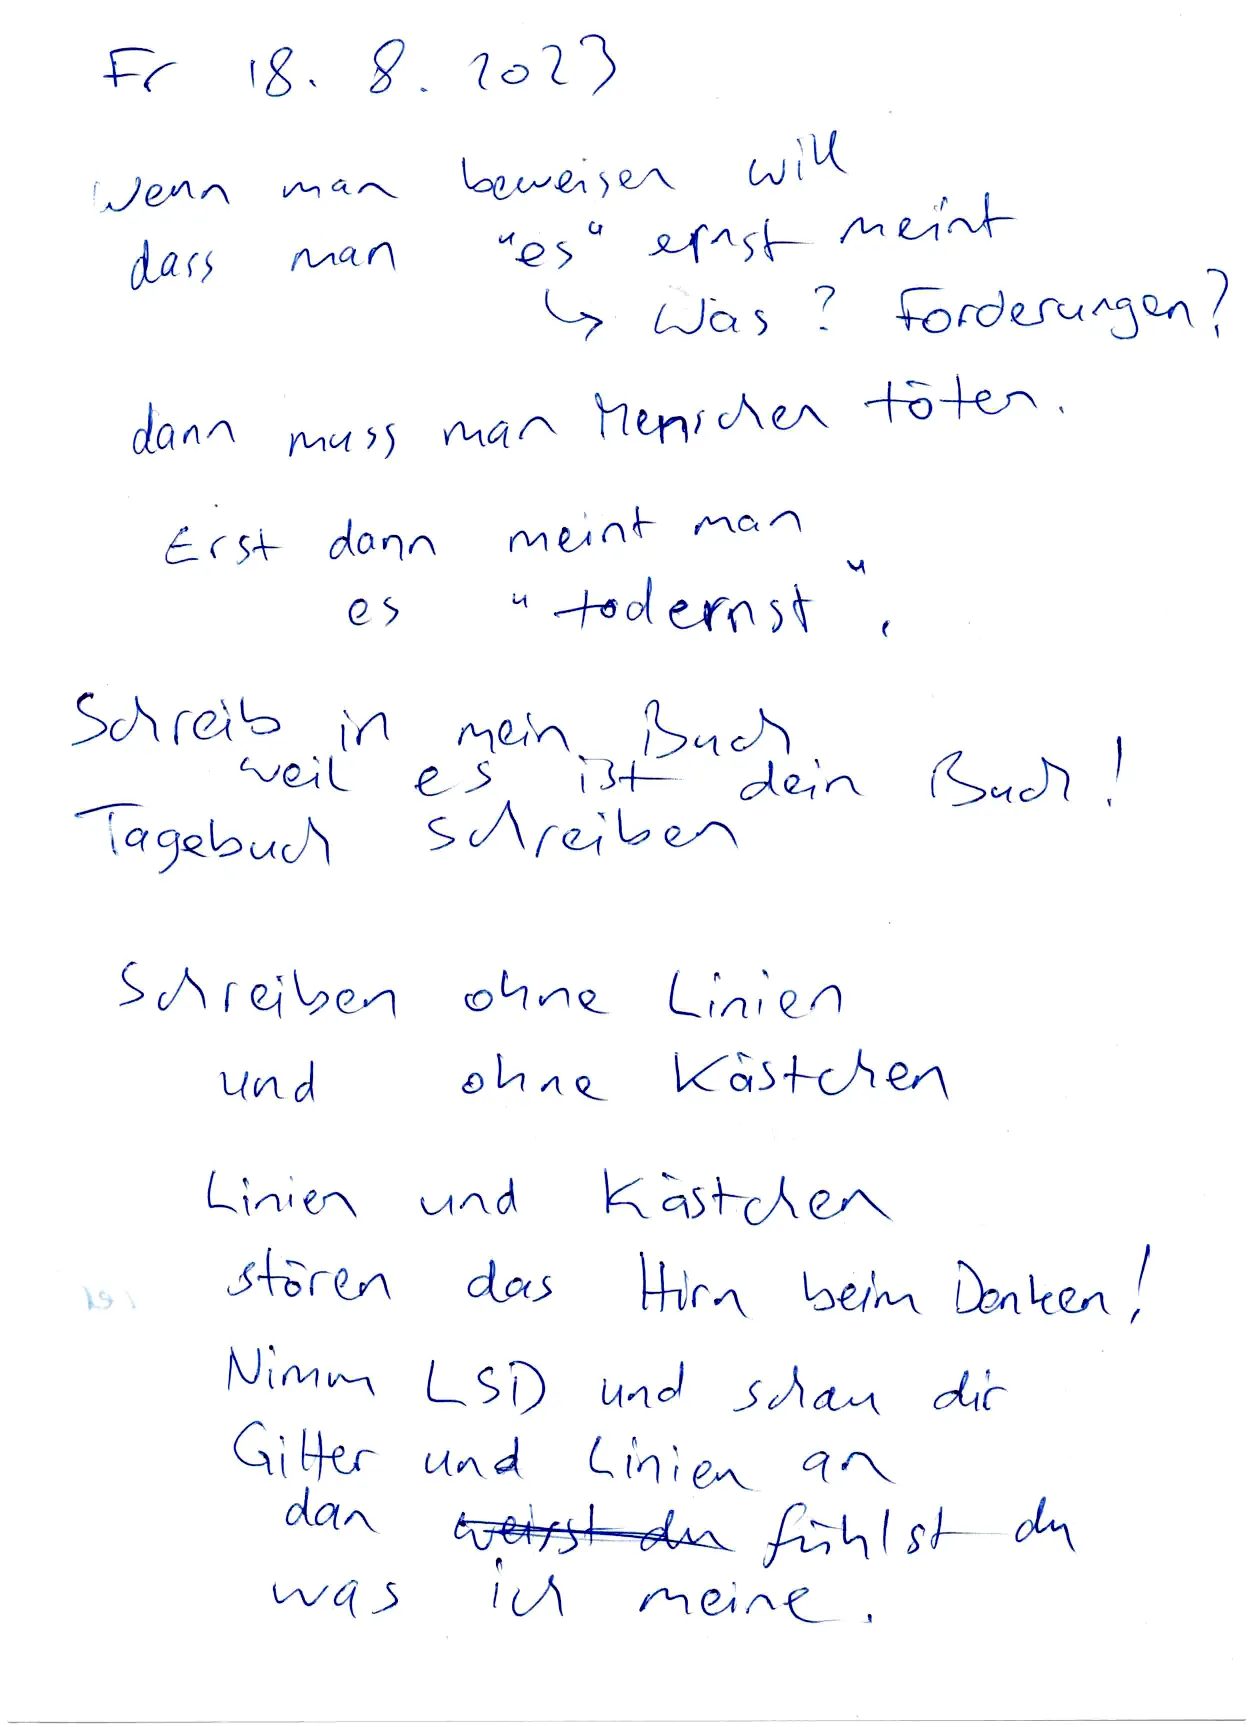 Fr 18. 8. 2023
Wenn man beweisen will
dass man "es" ernst meint
↳ Was? Forderungen?
dann muss man Menschen töten.
Erst dann meint man
es "todernst".
Schreib in mein Buch
weil es ist dein Buch!
Tagebuch schreiben
Schreiben ohne Linien
und ohne Kästchen
Linien und Kästchen
stören das Hirn beim Denken!
Nimm LSD und schau dir
Gitter und Linien an
dan weisst du fühlst du
was ich meine.